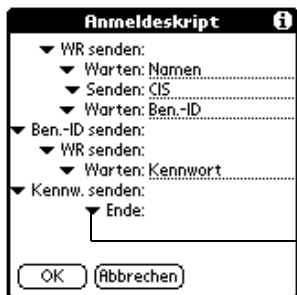 Anmeldeskript
WR senden:
Warten: Namen
Senden: CIS
Warten: Ben.-ID
Ben.-ID senden:
WR senden:
Warten: Kennwort
Kennw. senden:
Ende:
OK Abbrechen